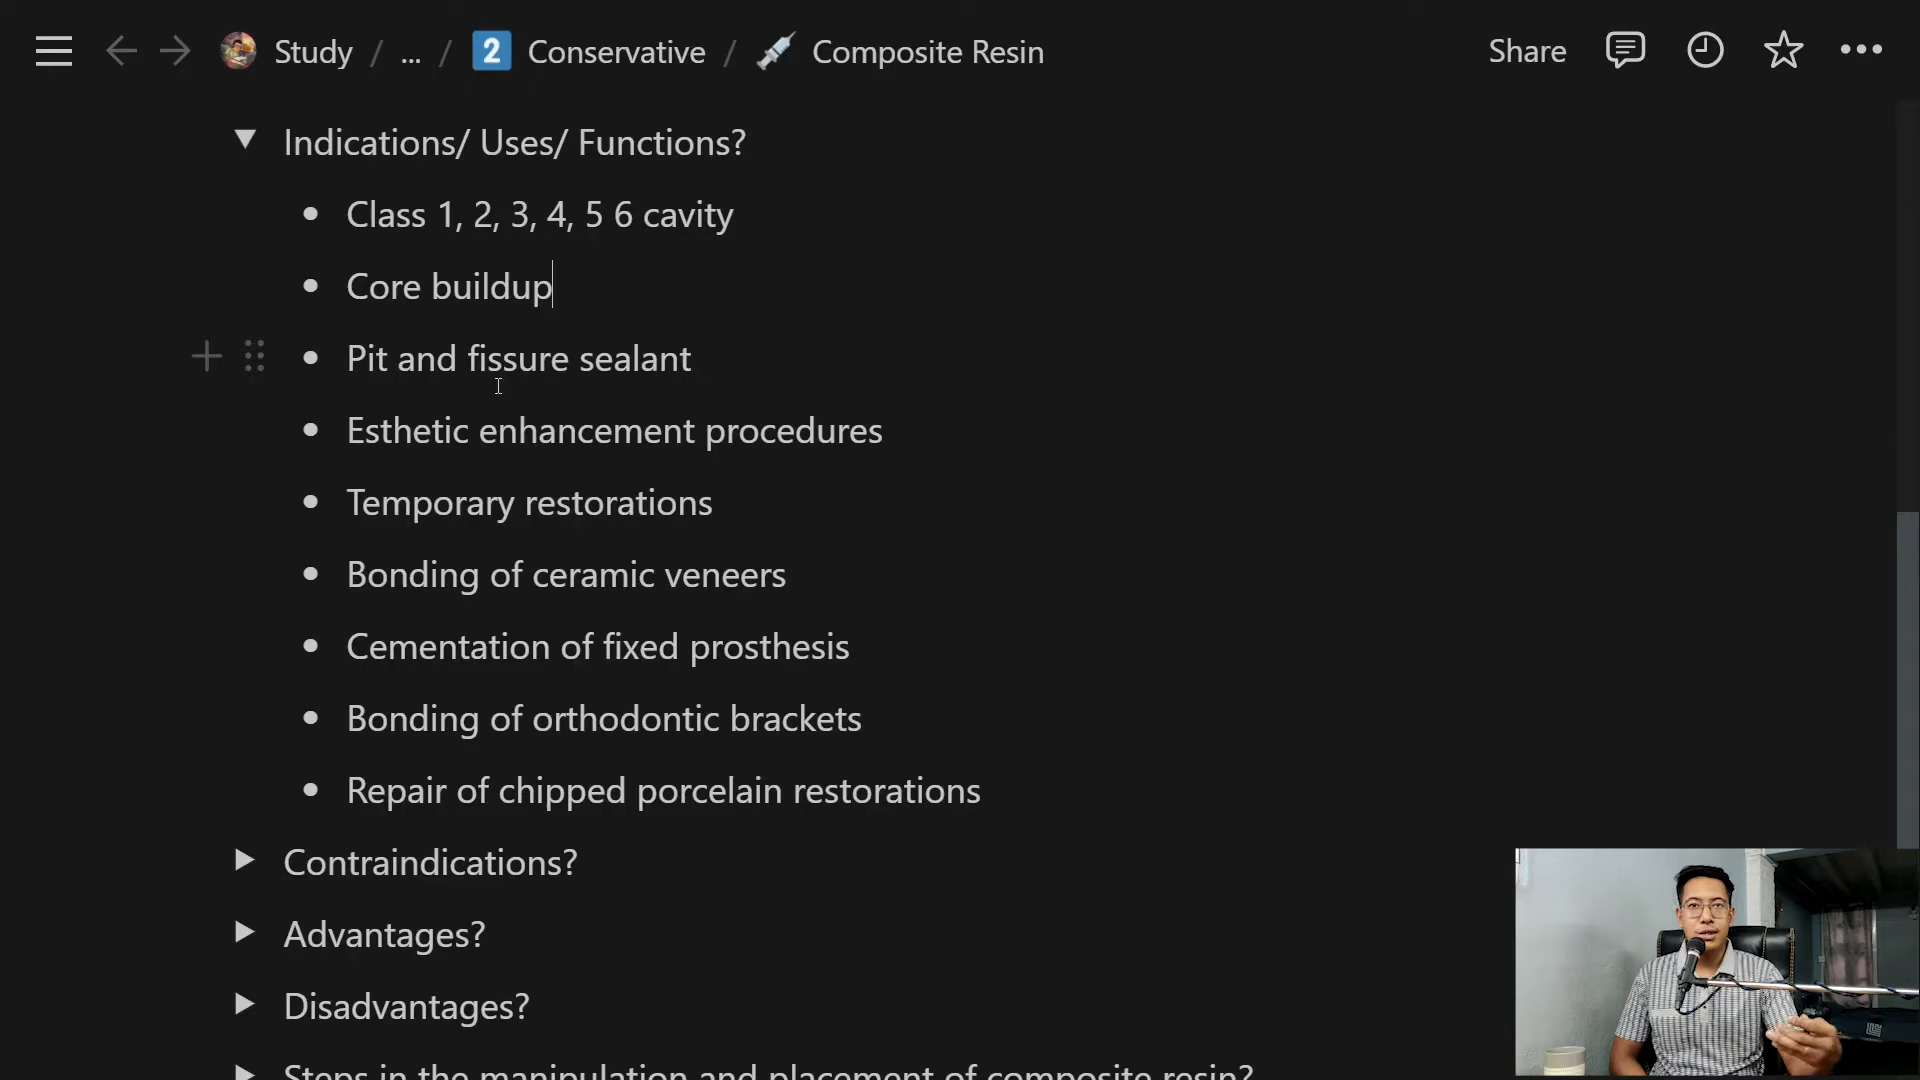 Study / ... / 2 Conservative / Composite Resin
Share
Indications/ Uses/ Functions?
Class 1, 2, 3, 4, 5 6 cavity
Core buildup
Pit and fissure sealant
Esthetic enhancement procedures
Temporary restorations
Bonding of ceramic veneers
Cementation of fixed prosthesis
Bonding of orthodontic brackets
Repair of chipped porcelain restorations
Contraindications?
Advantages?
Disadvantages?
Steps in the manipulation and placement of composite resin?